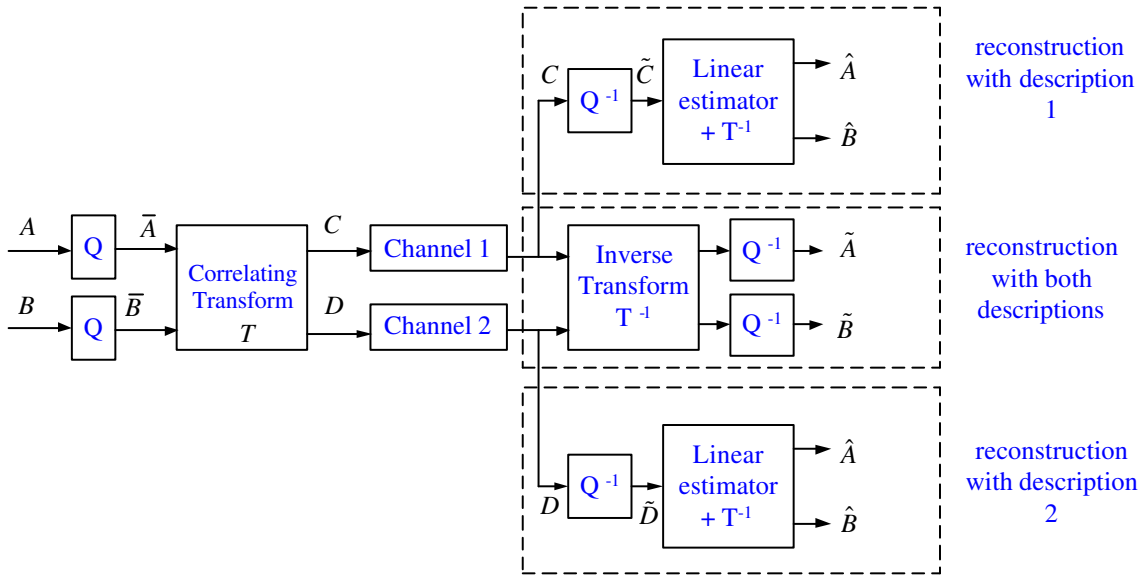 C
Q -1
C̃
Linear
estimator
+ T-1
Â
B̂
reconstruction
with description
1
A
Q
A̅
B
Q
B̅
Correlating
Transform
T
C
Channel 1
D
Channel 2
Inverse
Transform
T -1
Q -1
Ã
Q -1
B̃
reconstruction
with both
descriptions
D
Q -1
D̃
Linear
estimator
+ T-1
Â
B̂
reconstruction
with description
2